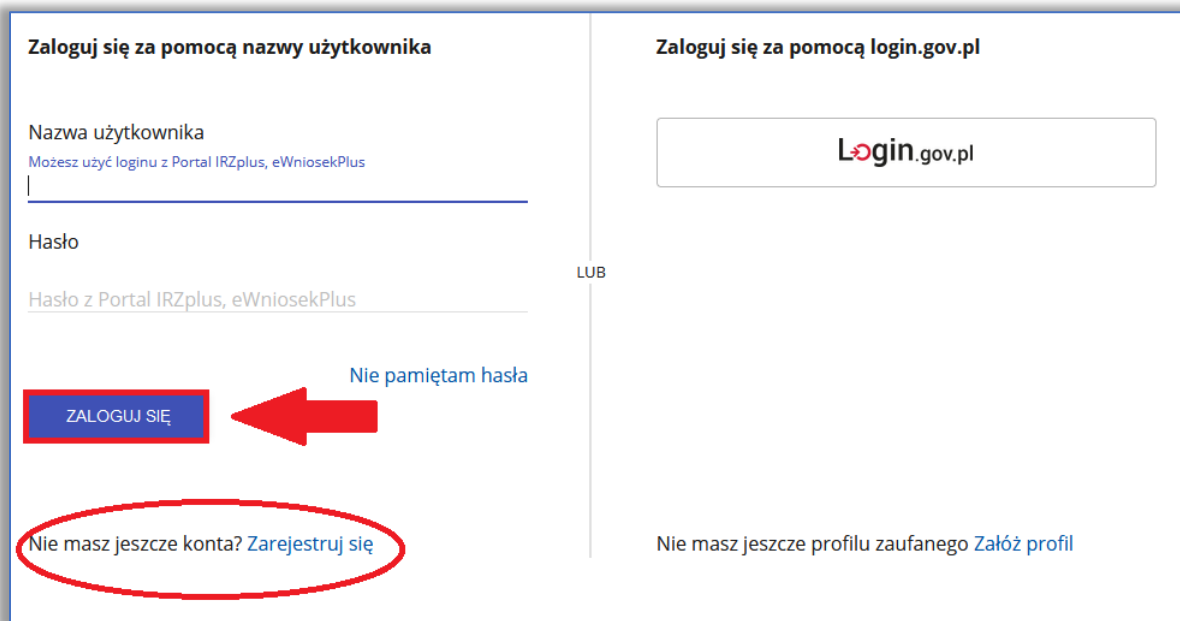 Zaloguj się za pomocą nazwy użytkownika
Nazwa użytkownika
Możesz użyć loginu z Portal IRZplus, eWniosekPlus
Hasło
Hasło z Portal IRZplus, eWniosekPlus
Nie pamiętam hasła
ZALOGUJ SIĘ
Nie masz jeszcze konta? Zarejestruj się
LUB
Zaloguj się za pomocą login.gov.pl
Login.gov.pl
Nie masz jeszcze profilu zaufanego Załóż profil